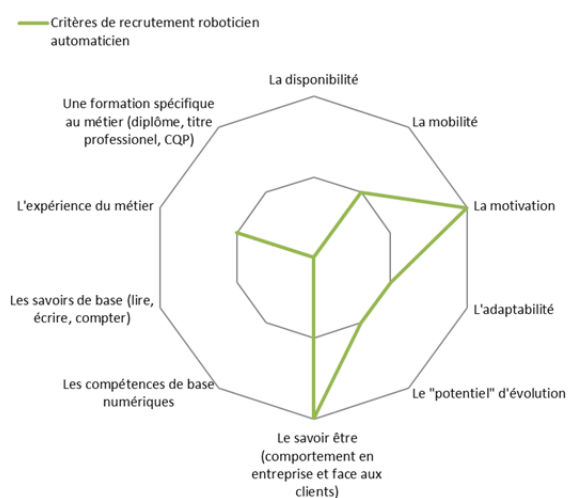 Critères de recrutement roboticien
automaticien
La disponibilité
Une formation spécifique
au métier (diplôme, titre
professionel, CQP)
La mobilité
L'expérience du métier
La motivation
Les savoirs de base (lire,
écrire, compter)
L'adaptabilité
Les compétences de base
numériques
Le "potentiel" d'évolution
Le savoir être
(comportement en
entreprise et face aux
clients)